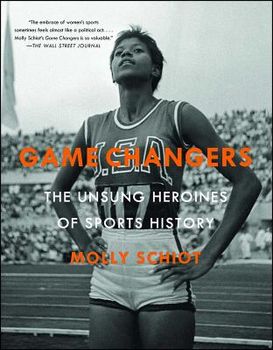 "The embrace of women's sports
sometimes feels almost like a political act . . .
Molly Schiot's Game Changers is so valuable."
—THE WALL STREET JOURNAL
U.S.A.
GAME CHANGERS
THE UNSUNG HEROINES
OF SPORTS HISTORY
MOLLY SCHIOT